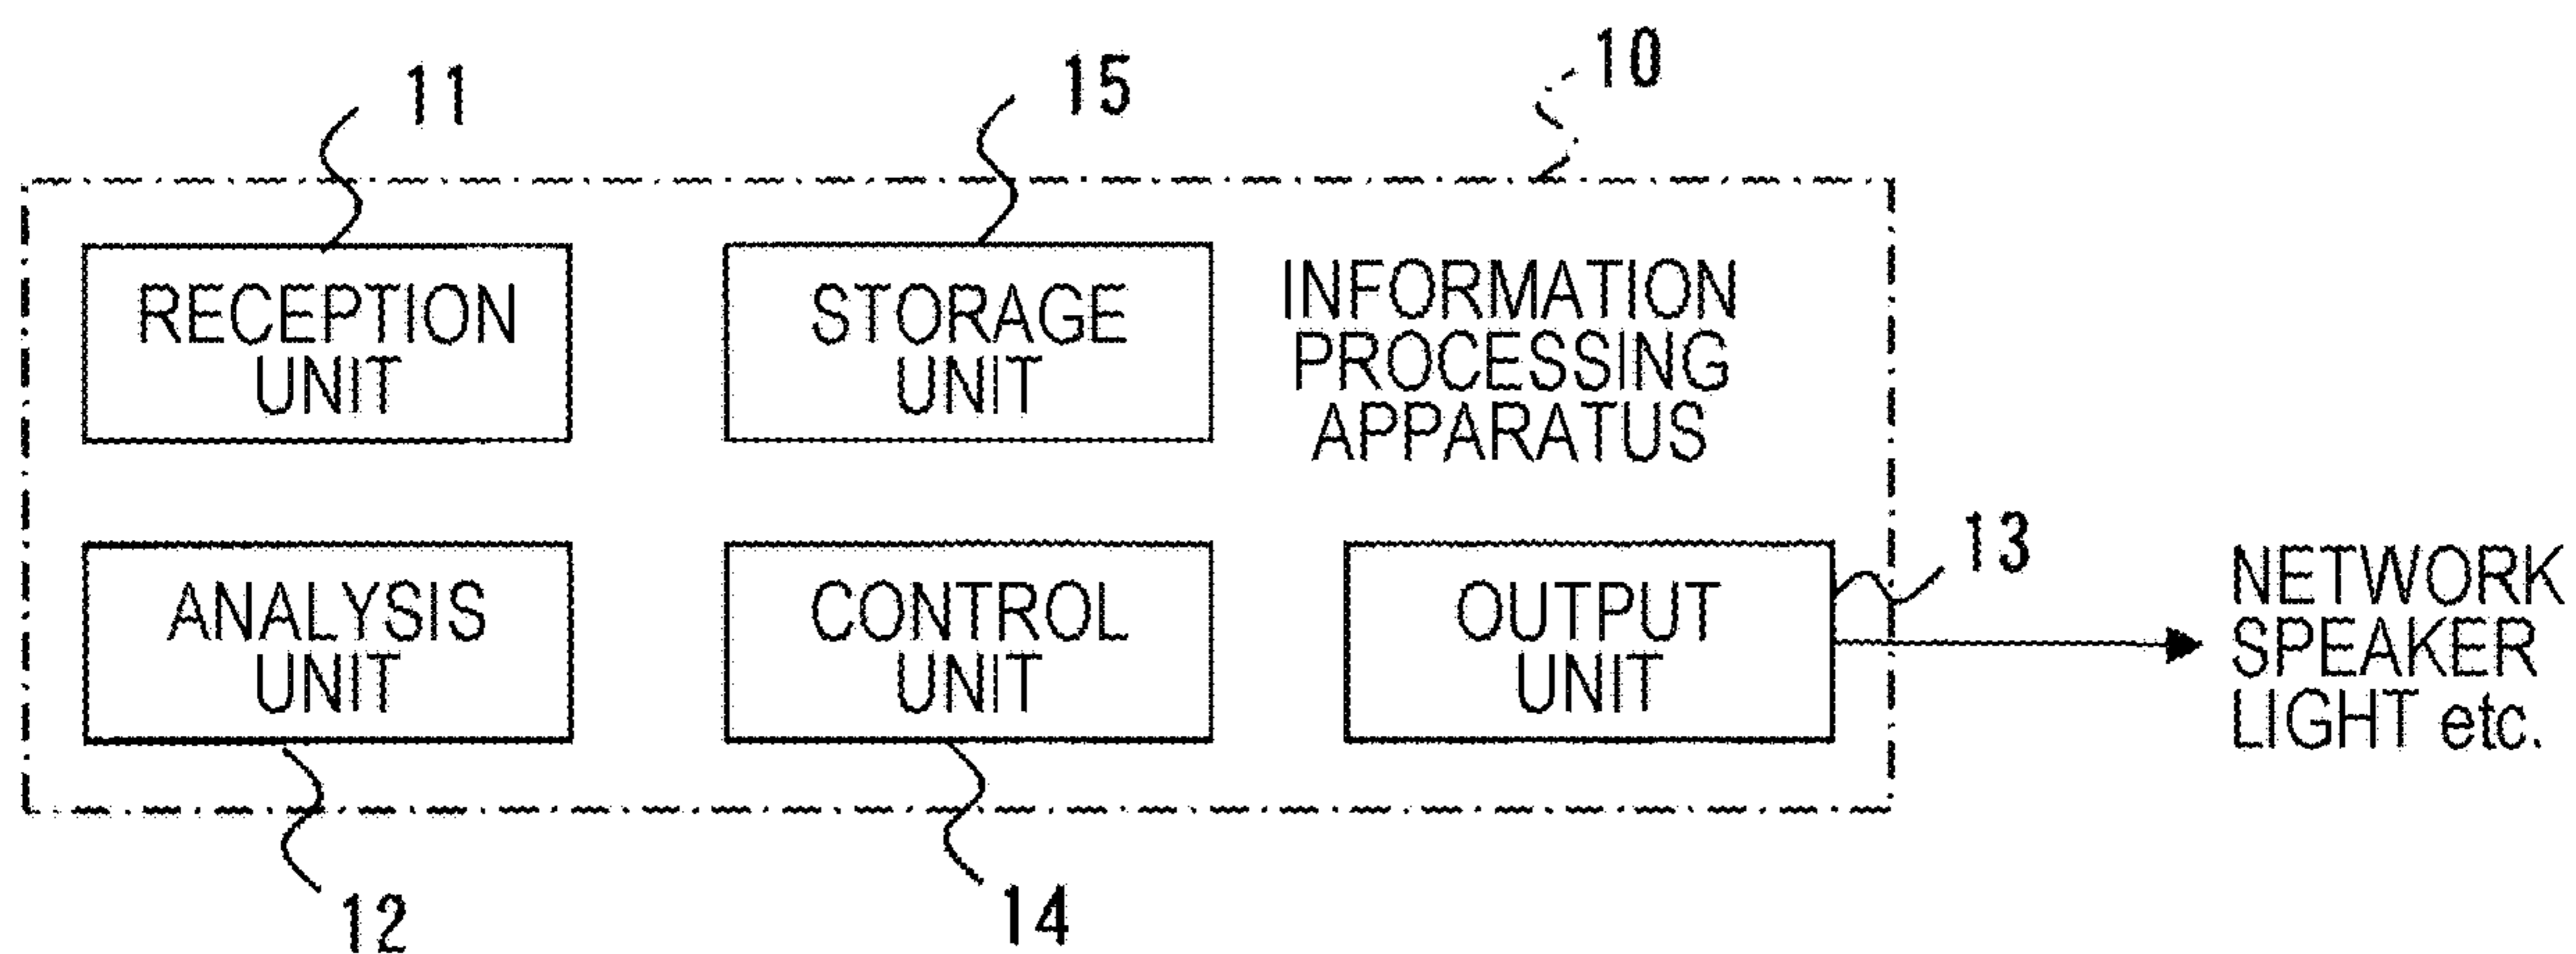 11
15
10
RECEPTION
UNIT
STORAGE
UNIT
INFORMATION
PROCESSING
APPARATUS
ANALYSIS
UNIT
CONTROL
UNIT
OUTPUT
UNIT
13
NETWORK
SPEAKER
LIGHT etc.
12
14